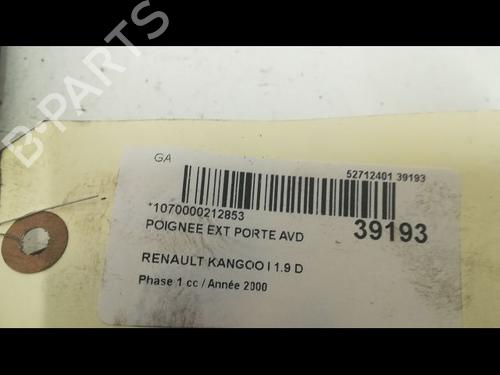 B-PARTS
GA
52712401 39193
*1070000212853
39193
POIGNEE EXT PORTE AVD
RENAULT KANGOO I 1.9 D
Phase 1 cc / Année 2000